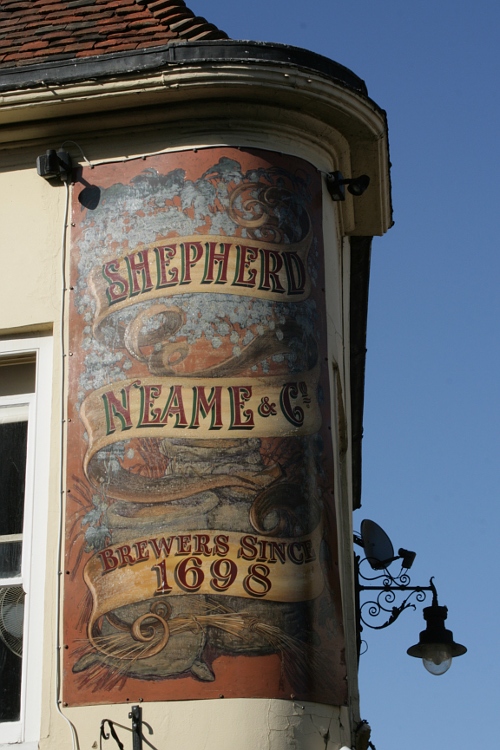 SHEPHERD
NEAME & Co
BREWERS SINCE
1698